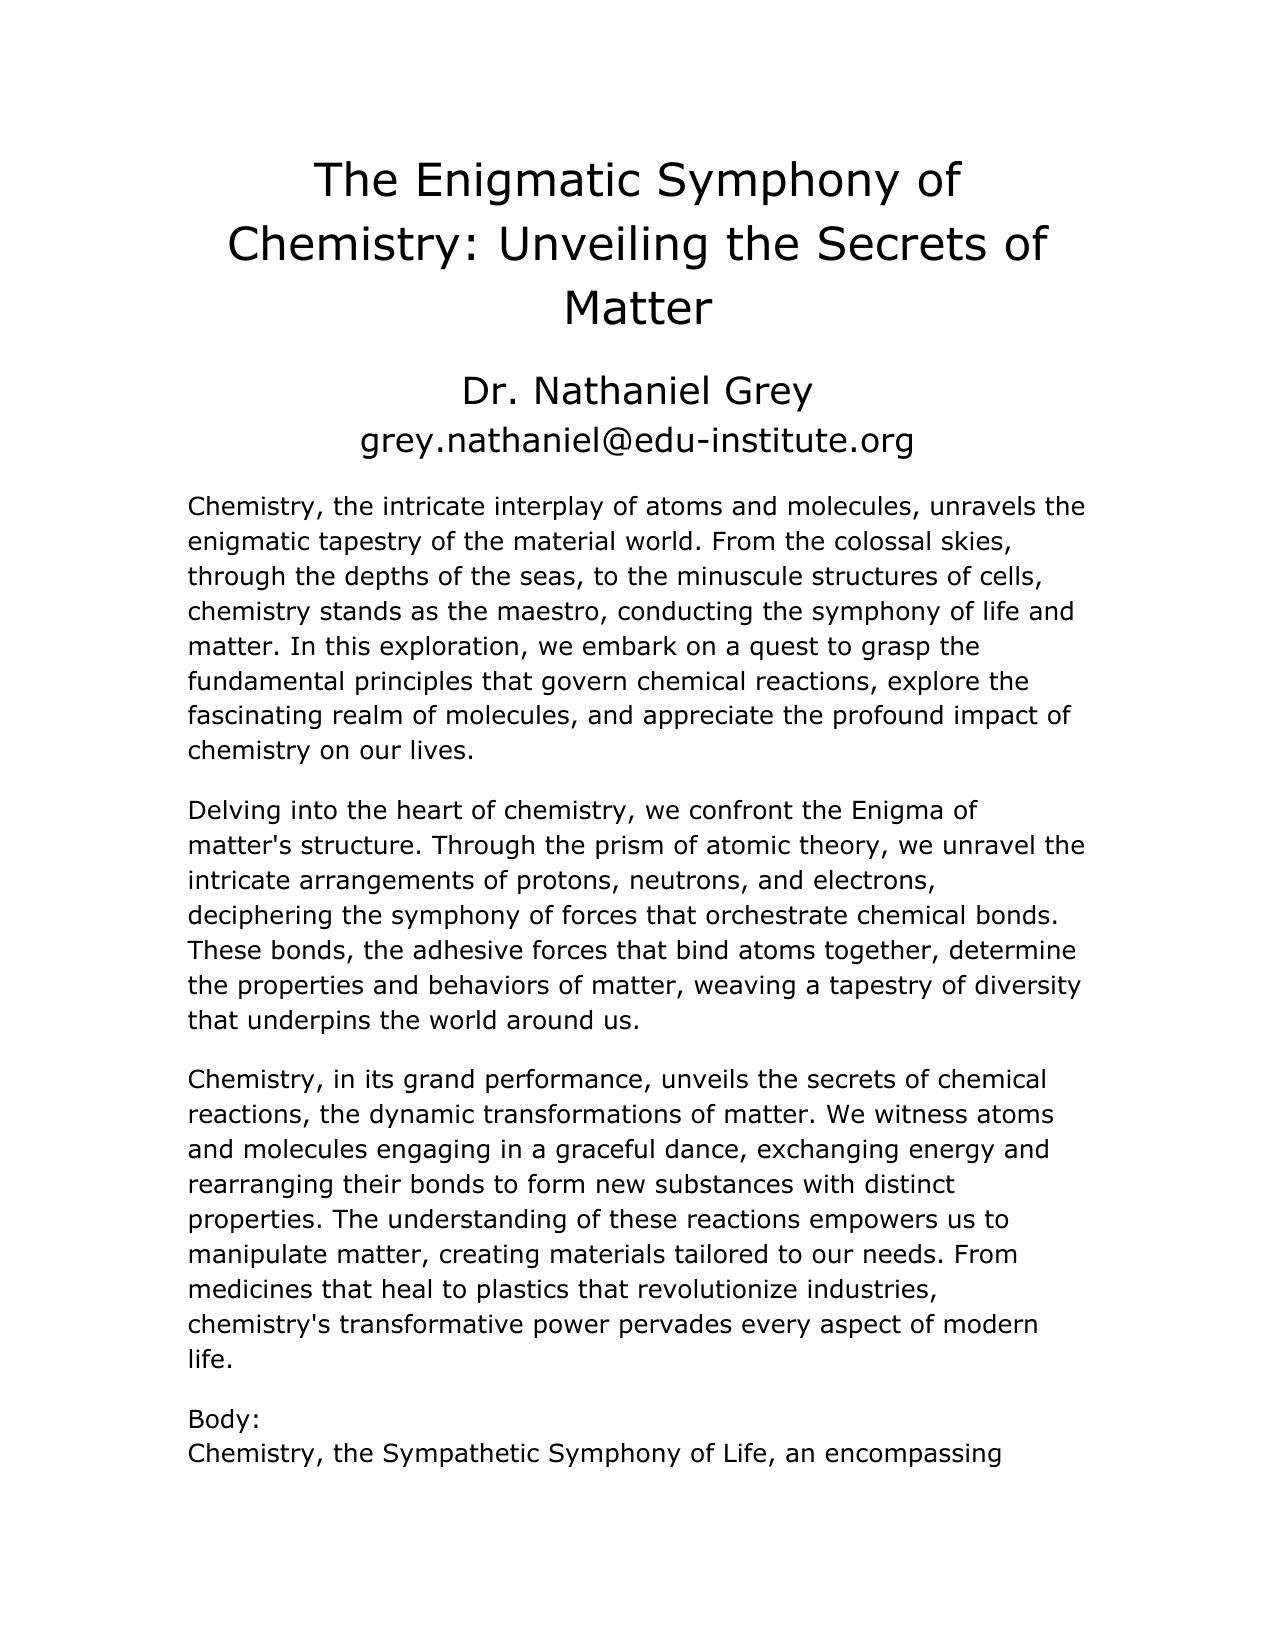 The Enigmatic Symphony of
Chemistry: Unveiling the Secrets of
Matter
Dr. Nathaniel Grey
grey.nathaniel@edu-institute.org
Chemistry, the intricate interplay of atoms and molecules, unravels the
enigmatic tapestry of the material world. From the colossal skies,
through the depths of the seas, to the minuscule structures of cells,
chemistry stands as the maestro, conducting the symphony of life and
matter. In this exploration, we embark on a quest to grasp the
fundamental principles that govern chemical reactions, explore the
fascinating realm of molecules, and appreciate the profound impact of
chemistry on our lives.
Delving into the heart of chemistry, we confront the Enigma of
matter's structure. Through the prism of atomic theory, we unravel the
intricate arrangements of protons, neutrons, and electrons,
deciphering the symphony of forces that orchestrate chemical bonds.
These bonds, the adhesive forces that bind atoms together, determine
the properties and behaviors of matter, weaving a tapestry of diversity
that underpins the world around us.
Chemistry, in its grand performance, unveils the secrets of chemical
reactions, the dynamic transformations of matter. We witness atoms
and molecules engaging in a graceful dance, exchanging energy and
rearranging their bonds to form new substances with distinct
properties. The understanding of these reactions empowers us to
manipulate matter, creating materials tailored to our needs. From
medicines that heal to plastics that revolutionize industries,
chemistry's transformative power pervades every aspect of modern
life.
Body:
Chemistry, the Sympathetic Symphony of Life, an encompassing